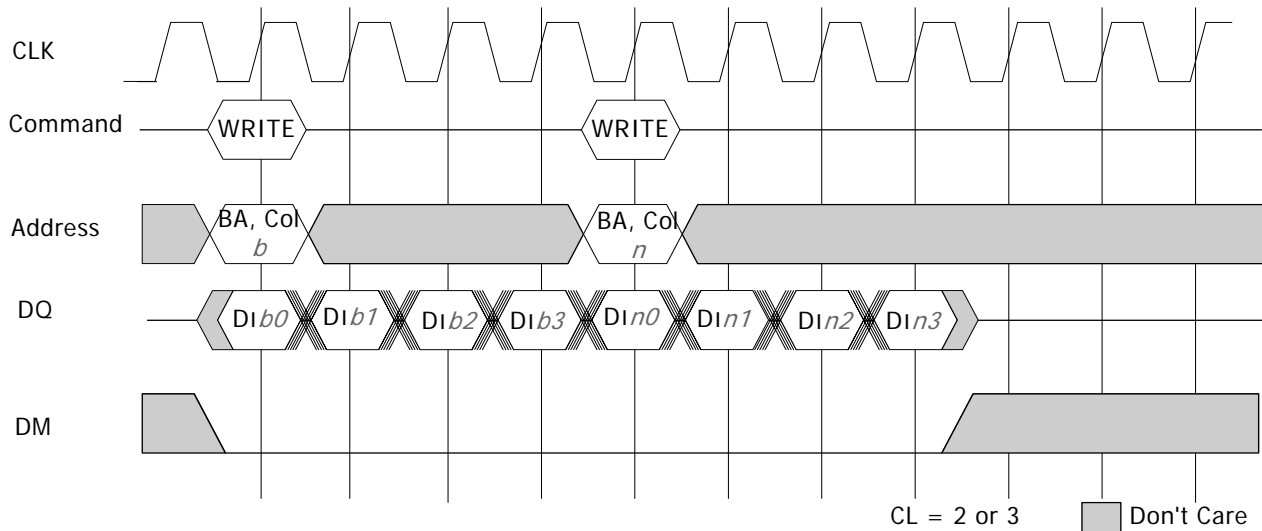 CLK
Command
WRITE
WRITE
Address
BA, Col
b
BA, Col
n
DQ
DIb0
DIb1
DIb2
DIb3
DIn0
DIn1
DIn2
DIn3
DM
CL = 2 or 3
Don't Care